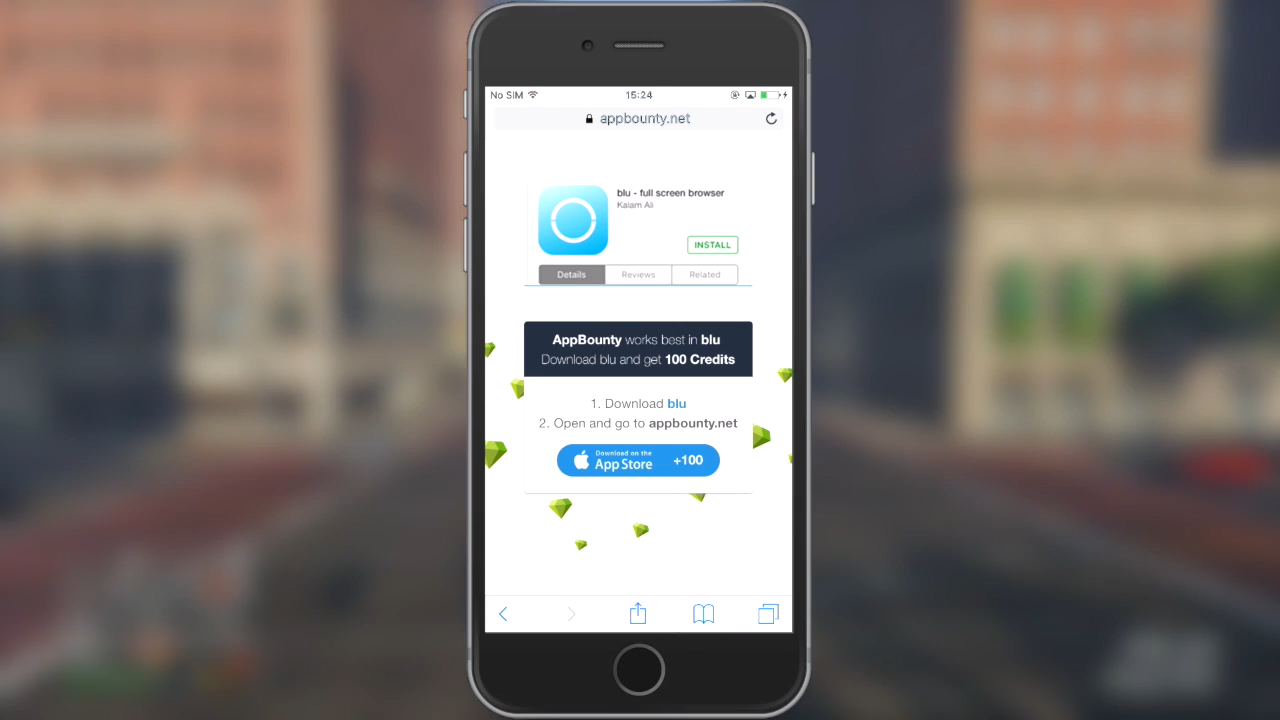 No SIM 15:24
appbounty.net
blu - full screen browser
Kalam Ali
INSTALL
Details Reviews Related
AppBounty works best in blu
Download blu and get 100 Credits
1. Download blu
2. Open and go to appbounty.net
Download on the
App Store +100